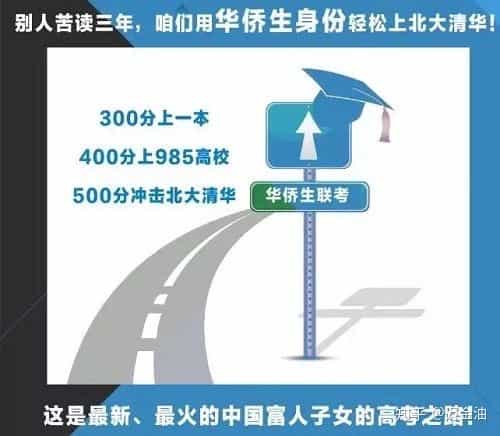 别人苦读三年，咱们用华侨生身份轻松上北大清华！
300分上一本
400分上985高校
500分冲击北大清华
华侨生联考
这是最新、最火的中国富人子女的高考之路！